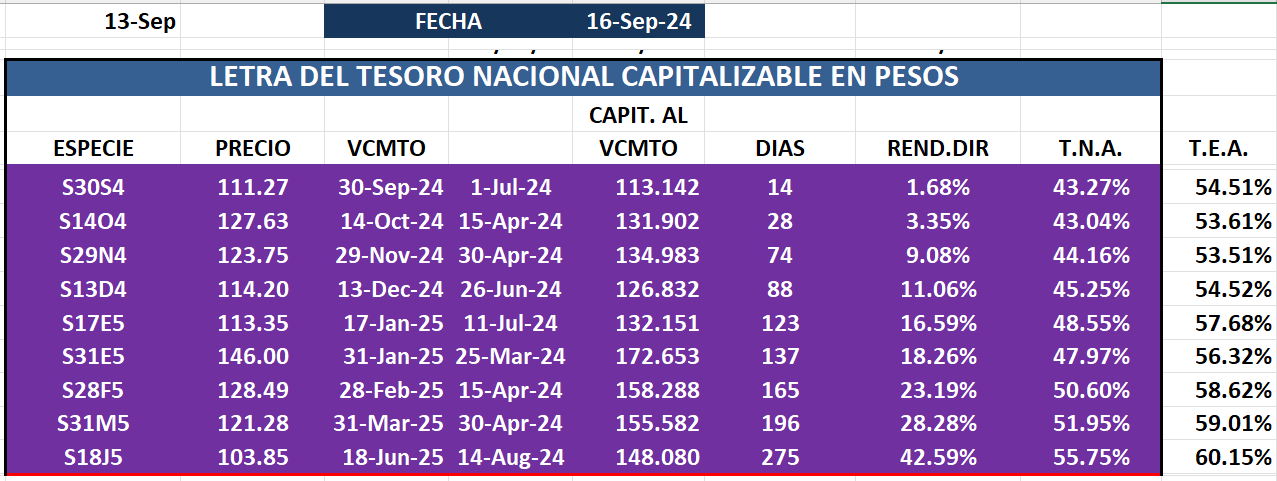 13-Sep FECHA 16-Sep-24
LETRA DEL TESORO NACIONAL CAPITALIZABLE EN PESOS
CAPIT. AL
ESPECIE PRECIO VCMTO VCMTO DIAS REND.DIR T.N.A. T.E.A.
S30S4 111.27 30-Sep-24 1-Jul-24 113.142 14 1.68% 43.27% 54.51%
S14O4 127.63 14-Oct-24 15-Apr-24 131.902 28 3.35% 43.04% 53.61%
S29N4 123.75 29-Nov-24 30-Apr-24 134.983 74 9.08% 44.16% 53.51%
S13D4 114.20 13-Dec-24 26-Jun-24 126.832 88 11.06% 45.25% 54.52%
S17E5 113.35 17-Jan-25 11-Jul-24 132.151 123 16.59% 48.55% 57.68%
S31E5 146.00 31-Jan-25 25-Mar-24 172.653 137 18.26% 47.97% 56.32%
S28F5 128.49 28-Feb-25 15-Apr-24 158.288 165 23.19% 50.60% 58.62%
S31M5 121.28 31-Mar-25 30-Apr-24 155.582 196 28.28% 51.95% 59.01%
S18J5 103.85 18-Jun-25 14-Aug-24 148.080 275 42.59% 55.75% 60.15%